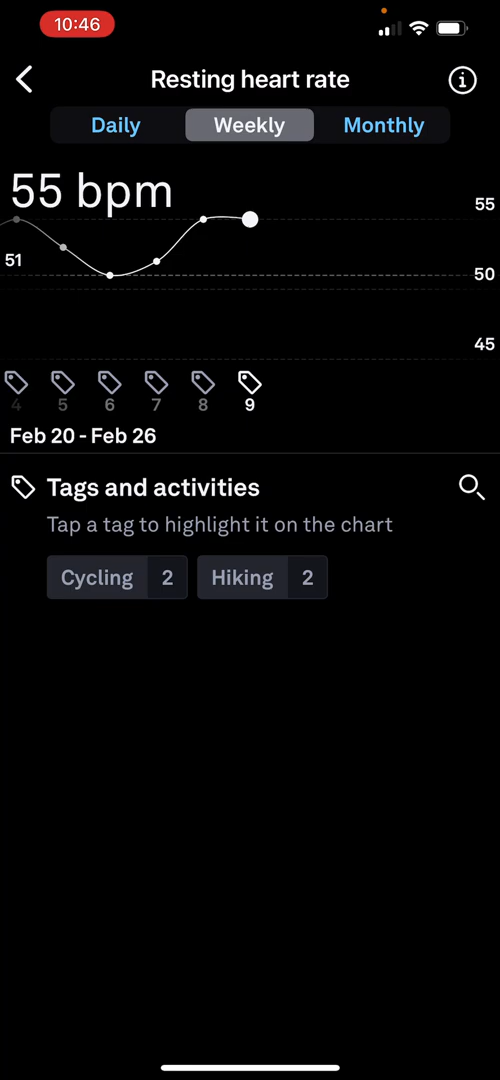 10:46
Resting heart rate
Daily Weekly Monthly
55 bpm
55
51
50
45
4 5 6 7 8 9
Feb 20 - Feb 26
Tags and activities
Tap a tag to highlight it on the chart
Cycling 2 Hiking 2